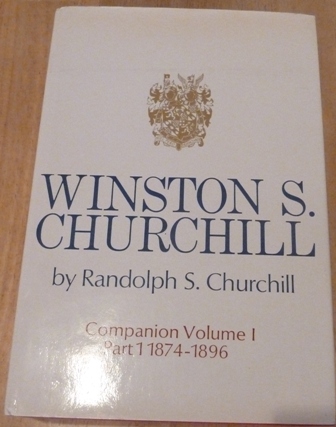 WINSTON S.
CHURCHILL
by Randolph S. Churchill
Companion Volume I
Part 1 1874-1896